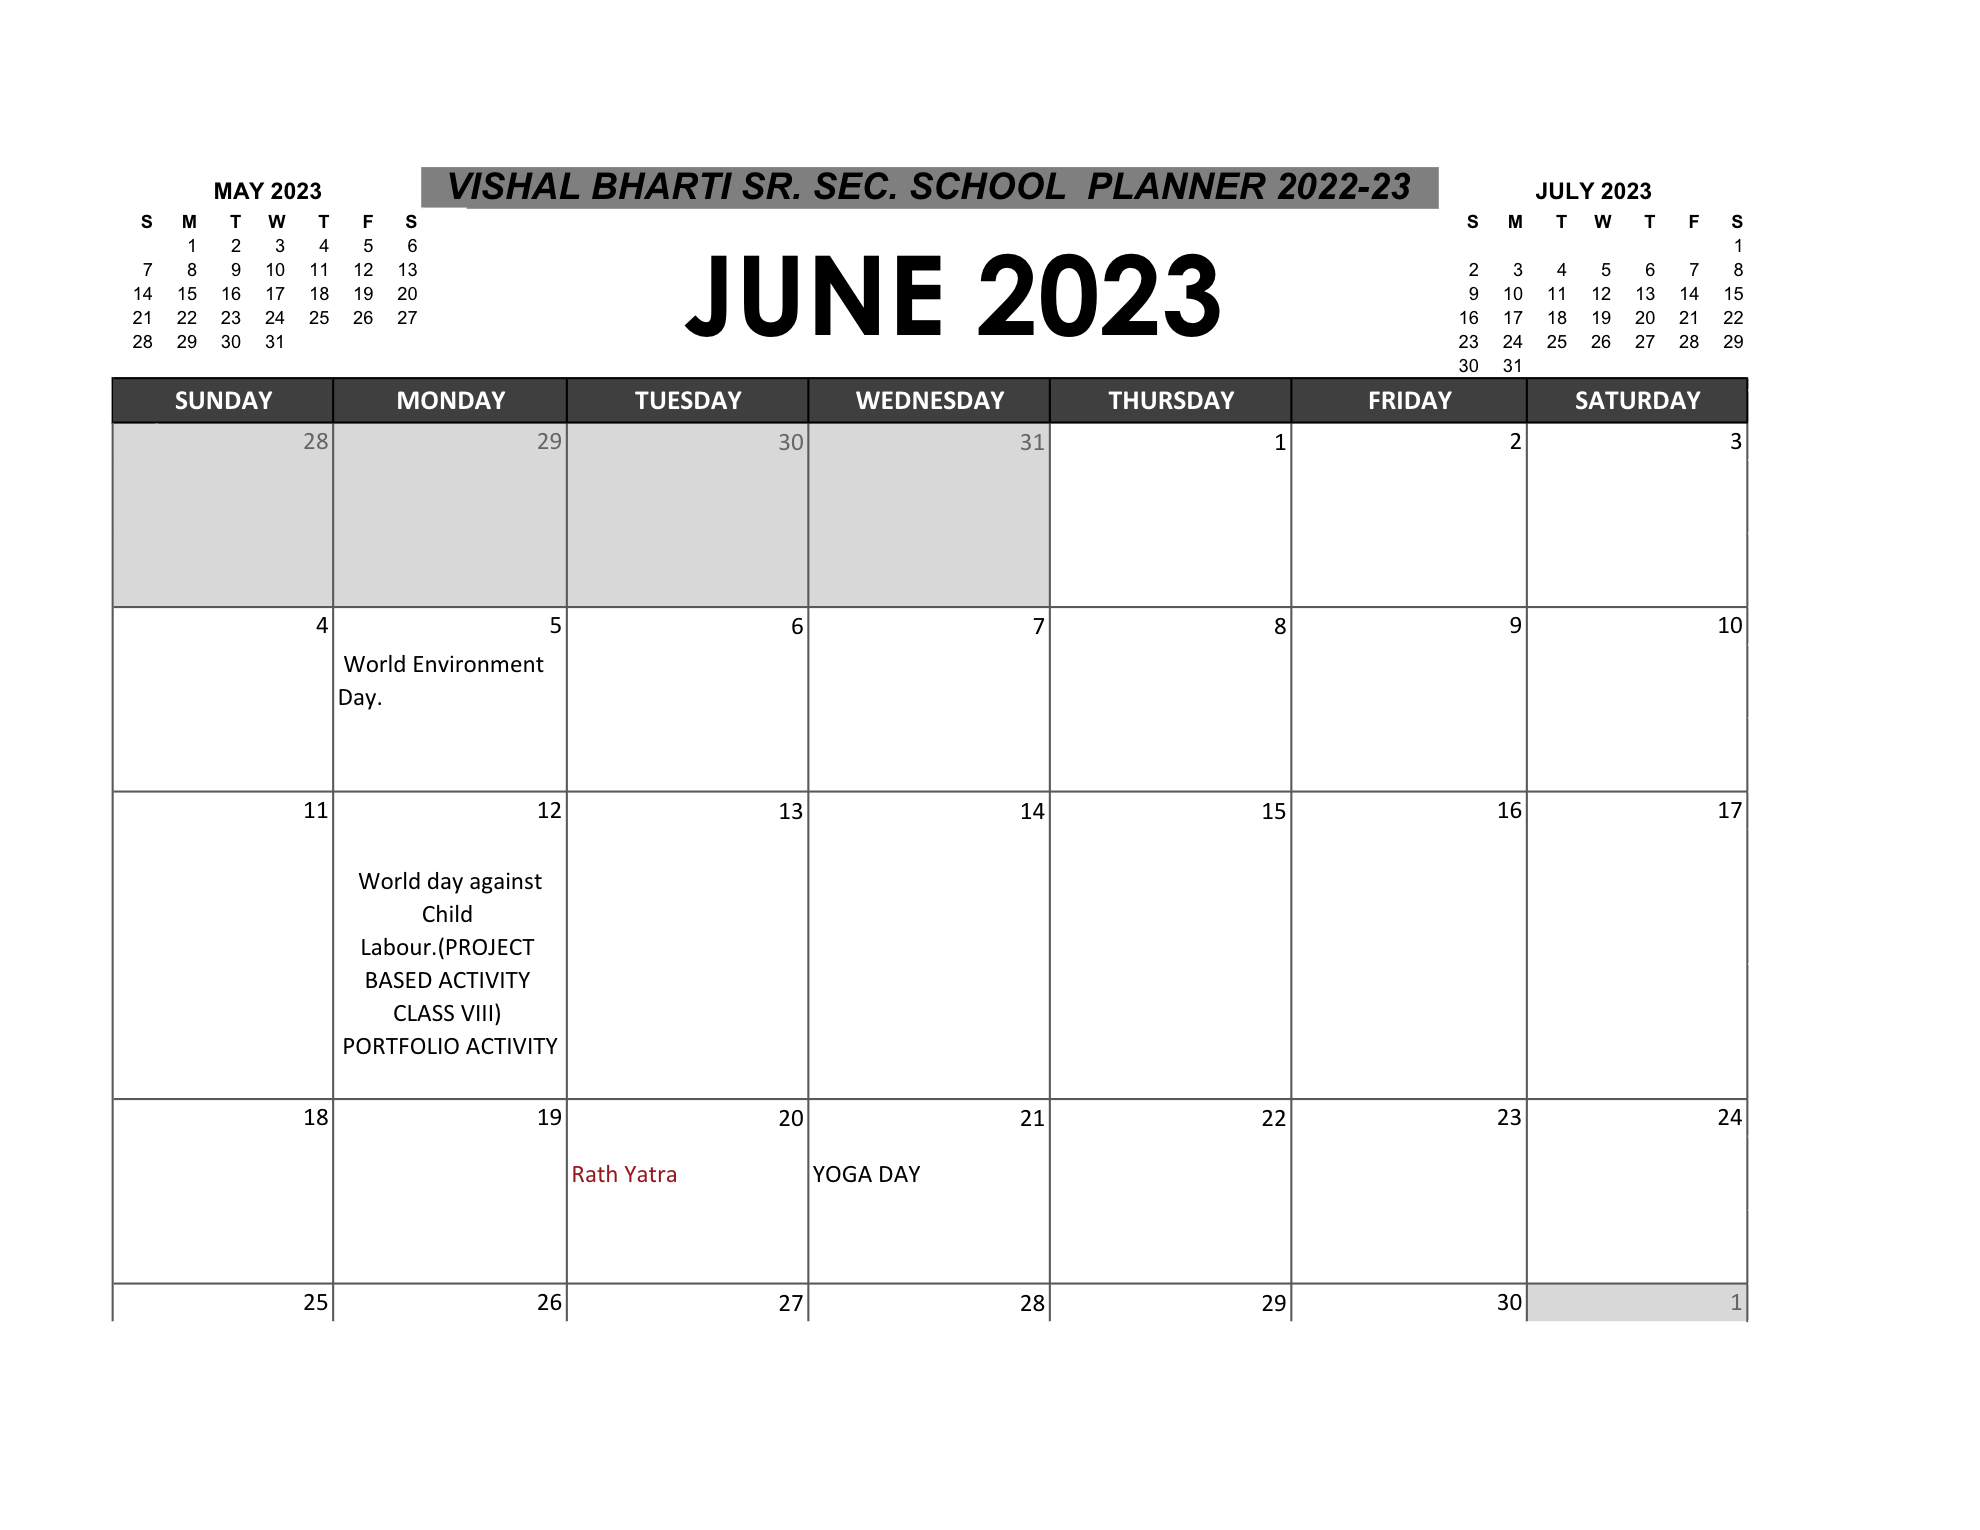 VISHAL BHARTI SR. SEC. SCHOOL PLANNER 2022-23
MAY 2023
S M T W T F S
1 2 3 4 5 6
7 8 9 10 11 12 13
14 15 16 17 18 19 20
21 22 23 24 25 26 27
28 29 30 31
JUNE 2023
JULY 2023
S M T W T F S
1
2 3 4 5 6 7 8
9 10 11 12 13 14 15
16 17 18 19 20 21 22
23 24 25 26 27 28 29
30 31
SUNDAY MONDAY TUESDAY WEDNESDAY THURSDAY FRIDAY SATURDAY
28 29 30 31 1 2 3
4 5 6 7 8 9 10
World Environment
Day.
11 12 13 14 15 16 17
World day against
Child
Labour.(PROJECT
BASED ACTIVITY
CLASS VIII)
PORTFOLIO ACTIVITY
18 19 20 21 22 23 24
Rath Yatra YOGA DAY
25 26 27 28 29 30 1